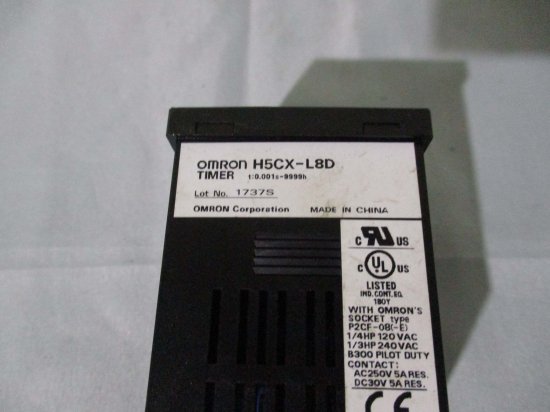 OMRON H5CX-L8D
TIMER t:0.001s-9999h
Lot No. 1737S
OMRON Corporation MADE IN CHINA
c RU US
c UL US
LISTED
IND.CONT.EQ.
180Y
WITH OMRON'S
SOCKET type
P2CF-08(-E)
1/4HP 120VAC
1/3HP 240VAC
B300 PILOT DUTY
CONTACT:
AC250V 5A RES.
DC30V 5A RES.
CE